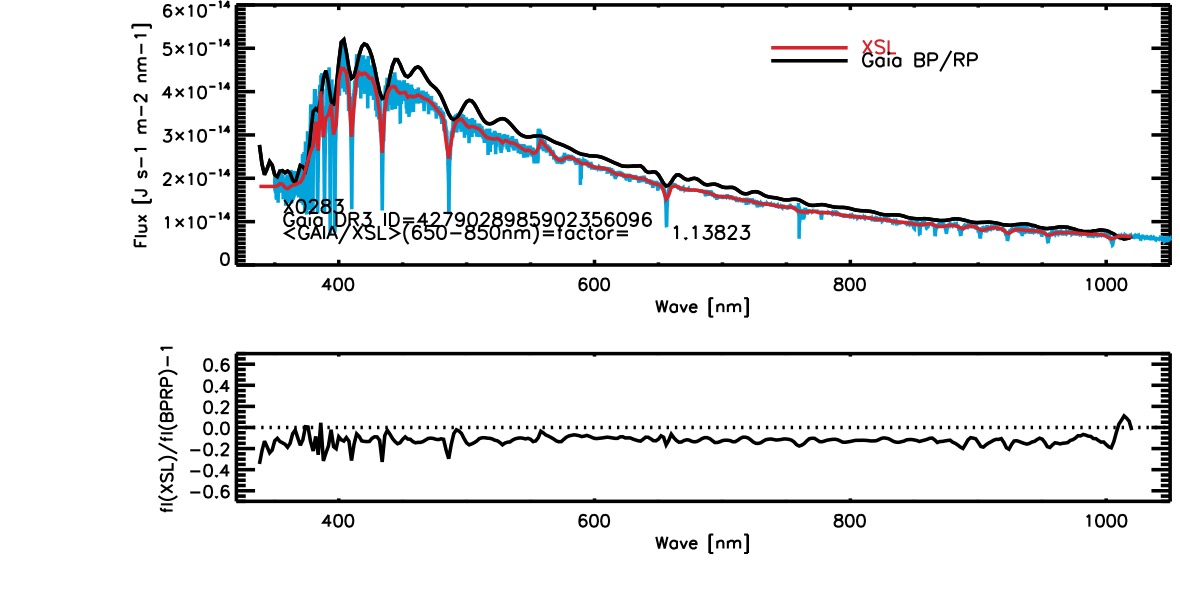 6×10⁻¹⁴
5×10⁻¹⁴
4×10⁻¹⁴
3×10⁻¹⁴
2×10⁻¹⁴
1×10⁻¹⁴
0
Flux [J s−1 m−2 nm−1]
XSL
Gaia BP/RP
X0283
Gaia DR3 ID=4279028985902356096
<GAIA/XSL>(650−850nm)=factor= 1.13823
400 600 800 1000
Wave [nm]
0.6
0.4
0.2
0.0
−0.2
−0.4
−0.6
fl(XSL)/fl(BPRP)−1
400 600 800 1000
Wave [nm]